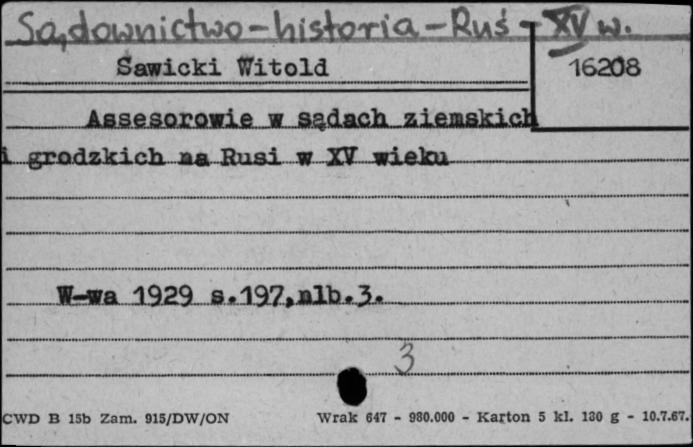 Sądownictwo-historia-Ruś-XV w.
Sawicki Witold
16208
Assesorowie w sądach ziemskich
i grodzkich na Rusi w XV wieku
W-wa 1929 s.197,nlb.3.
3
CWD B 15b Zam. 915/DW/ON Wrak 647 - 980.000 - Karton 5 kl. 130 g - 10.7.67.